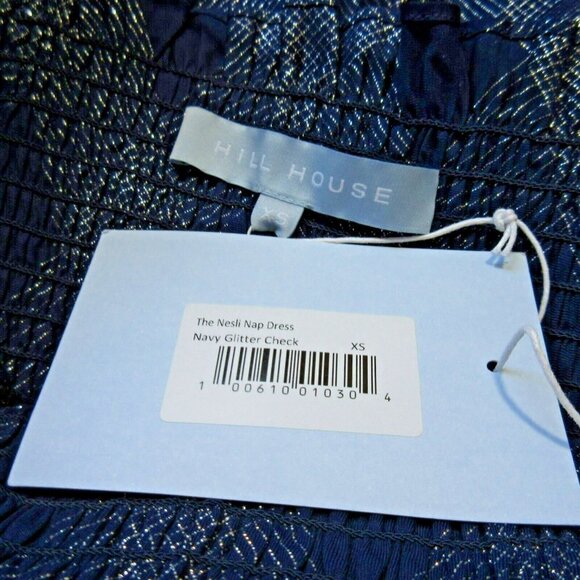 HiLL HOUSE
XS
The Nesli Nap Dress
Navy Glitter Check XS
1 00610 01030 4